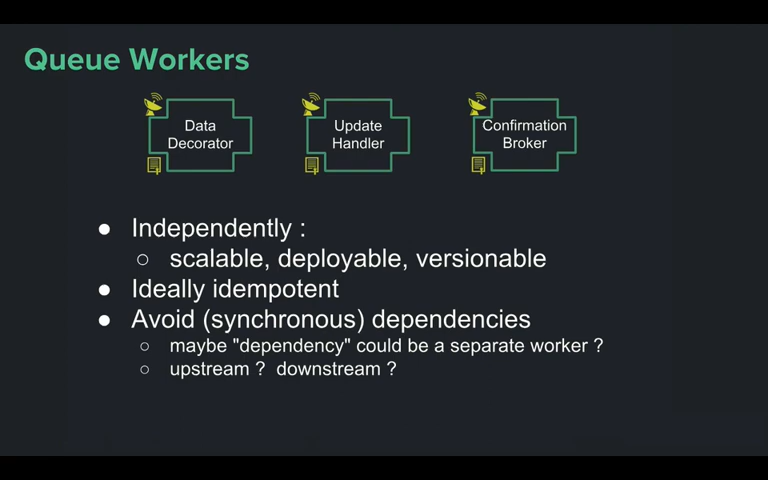 Queue Workers
Data
Decorator
Update
Handler
Confirmation
Broker
● Independently :
○ scalable, deployable, versionable
● Ideally idempotent
● Avoid (synchronous) dependencies
○ maybe "dependency" could be a separate worker ?
○ upstream ?  downstream ?